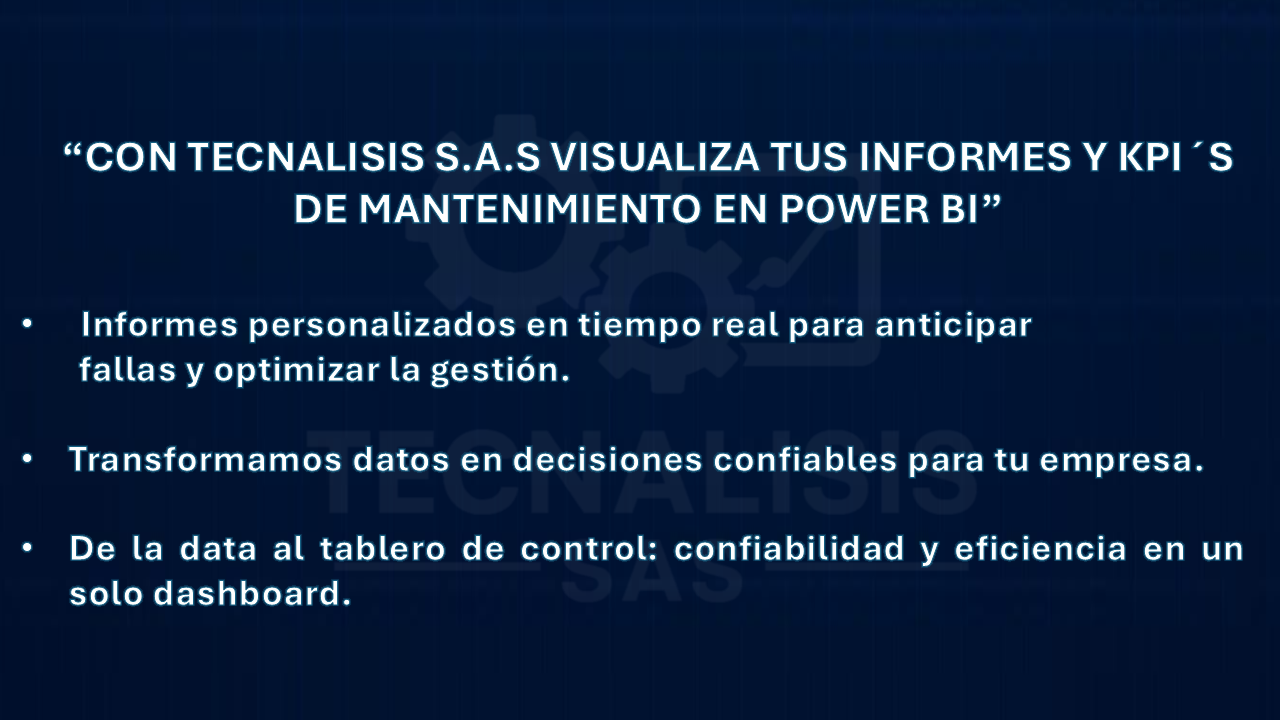 “CON TECNALISIS S.A.S VISUALIZA TUS INFORMES Y KPI ´S
DE MANTENIMIENTO EN POWER BI”
• Informes personalizados en tiempo real para anticipar
fallas y optimizar la gestión.
• Transformamos datos en decisiones confiables para tu empresa.
• De la data al tablero de control: confiabilidad y eficiencia en un
solo dashboard.
TECNALISIS
SAS